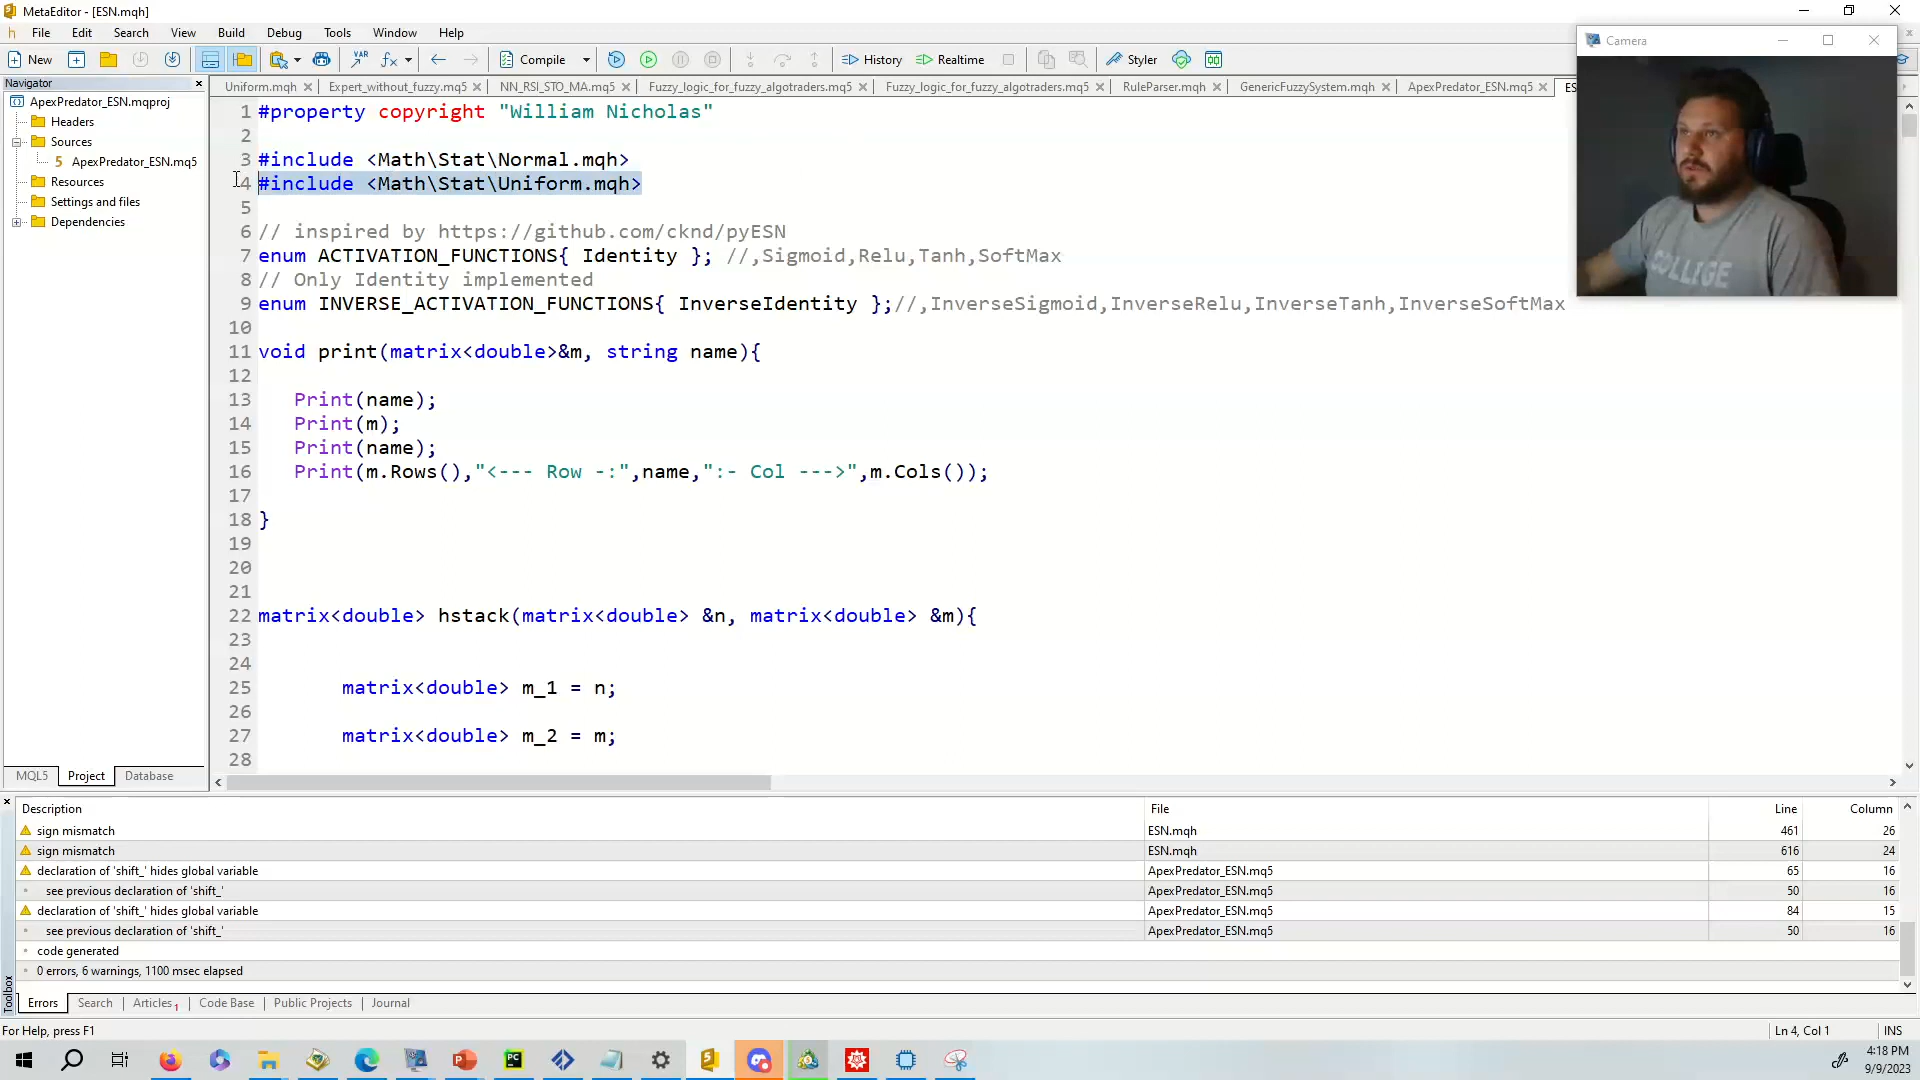 MetaEditor - [ESN.mqh]
File Edit Search View Build Debug Tools Window Help
New Compile History Realtime Styler
Camera
Navigator
ApexPredator_ESN.mqproj
Headers
Sources
ApexPredator_ESN.mq5
Resources
Settings and files
Dependencies
MQL5 Project Database
Uniform.mqh Expert_without_fuzzy.mq5 NN_RSI_STO_MA.mq5 Fuzzy_logic_for_fuzzy_algotraders.mq5 Fuzzy_logic_for_fuzzy_algotraders.mq5 RuleParser.mqh GenericFuzzySystem.mqh ApexPredator_ESN.mq5 ES
1 #property copyright "William Nicholas"
2
3 #include <Math\Stat\Normal.mqh>
4 #include <Math\Stat\Uniform.mqh>
5
6 // inspired by https://github.com/cknd/pyESN
7 enum ACTIVATION_FUNCTIONS{ Identity }; //,Sigmoid,Relu,Tanh,SoftMax
8 // Only Identity implemented
9 enum INVERSE_ACTIVATION_FUNCTIONS{ InverseIdentity };//,InverseSigmoid,InverseRelu,InverseTanh,InverseSoftMax
10
11 void print(matrix<double>&m, string name){
12
13 Print(name);
14 Print(m);
15 Print(name);
16 Print(m.Rows(),"<--- Row -:",name,":- Col --->",m.Cols());
17
18 }
19
20
21
22 matrix<double> hstack(matrix<double> &n, matrix<double> &m){
23
24
25 matrix<double> m_1 = n;
26
27 matrix<double> m_2 = m;
28
COLLEGE
Description File Line Column
sign mismatch ESN.mqh 461 26
sign mismatch ESN.mqh 616 24
declaration of 'shift_' hides global variable ApexPredator_ESN.mq5 65 16
see previous declaration of 'shift_' ApexPredator_ESN.mq5 50 16
declaration of 'shift_' hides global variable ApexPredator_ESN.mq5 84 15
see previous declaration of 'shift_' ApexPredator_ESN.mq5 50 16
code generated
0 errors, 6 warnings, 1100 msec elapsed
Toolbox
Errors Search Articles 1 Code Base Public Projects Journal
For Help, press F1 Ln 4, Col 1 INS
4:18 PM
9/9/2023